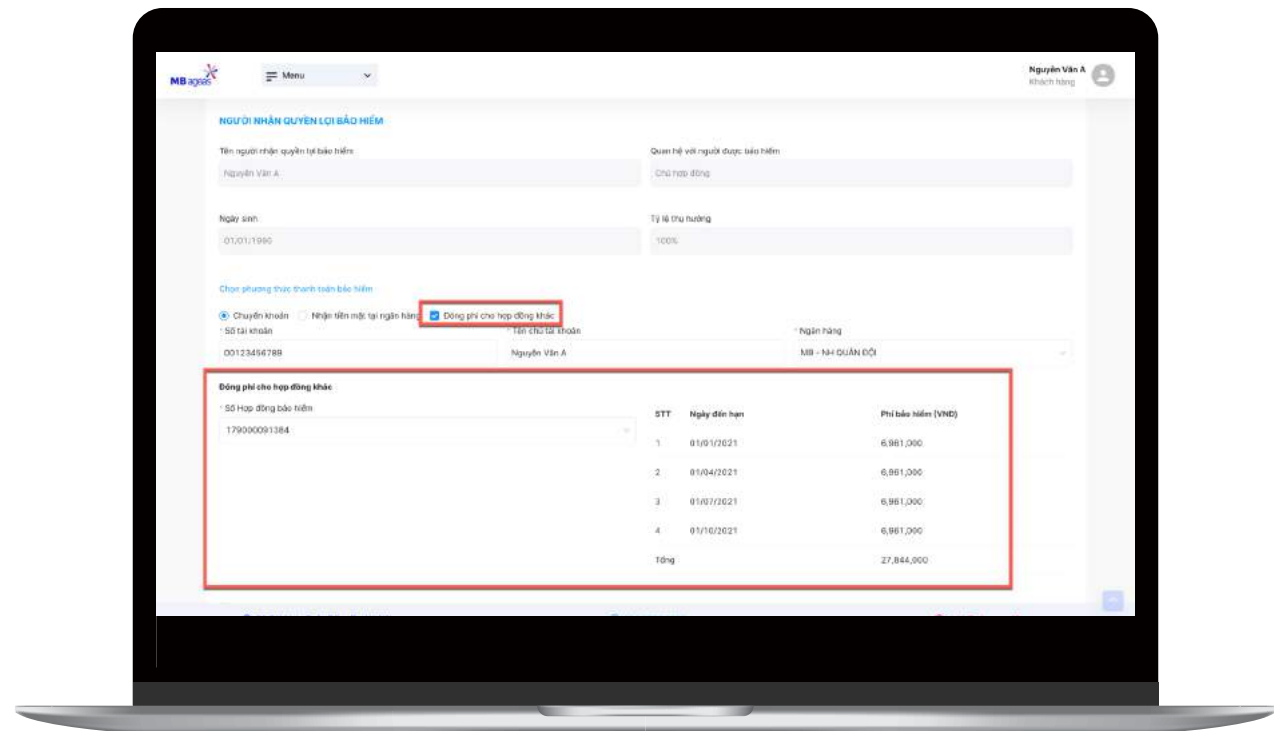 MB ageas
Menu
Nguyễn Văn A
Khách hàng
NGƯỜI NHẬN QUYỀN LỢI BẢO HIỂM
Tên người nhận quyền lợi bảo hiểm
Quan hệ với người được bảo hiểm
Nguyễn Văn A
Chủ hợp đồng
Ngày sinh
Tỷ lệ thụ hưởng
01/01/1990
100%
Chọn phương thức thanh toán bảo hiểm
Chuyển khoản Nhận tiền mặt tại ngân hàng Đóng phí cho hợp đồng khác
* Số tài khoản
* Tên chủ tài khoản
* Ngân hàng
00123456789
Nguyễn Văn A
MB - NH QUÂN ĐỘI
Đóng phí cho hợp đồng khác
* Số Hợp đồng bảo hiểm
179000091384
STT Ngày đến hạn Phí bảo hiểm (VND)
1 01/01/2021 6,961,000
2 01/04/2021 6,961,000
3 01/07/2021 6,961,000
4 01/10/2021 6,961,000
Tổng 27,844,000